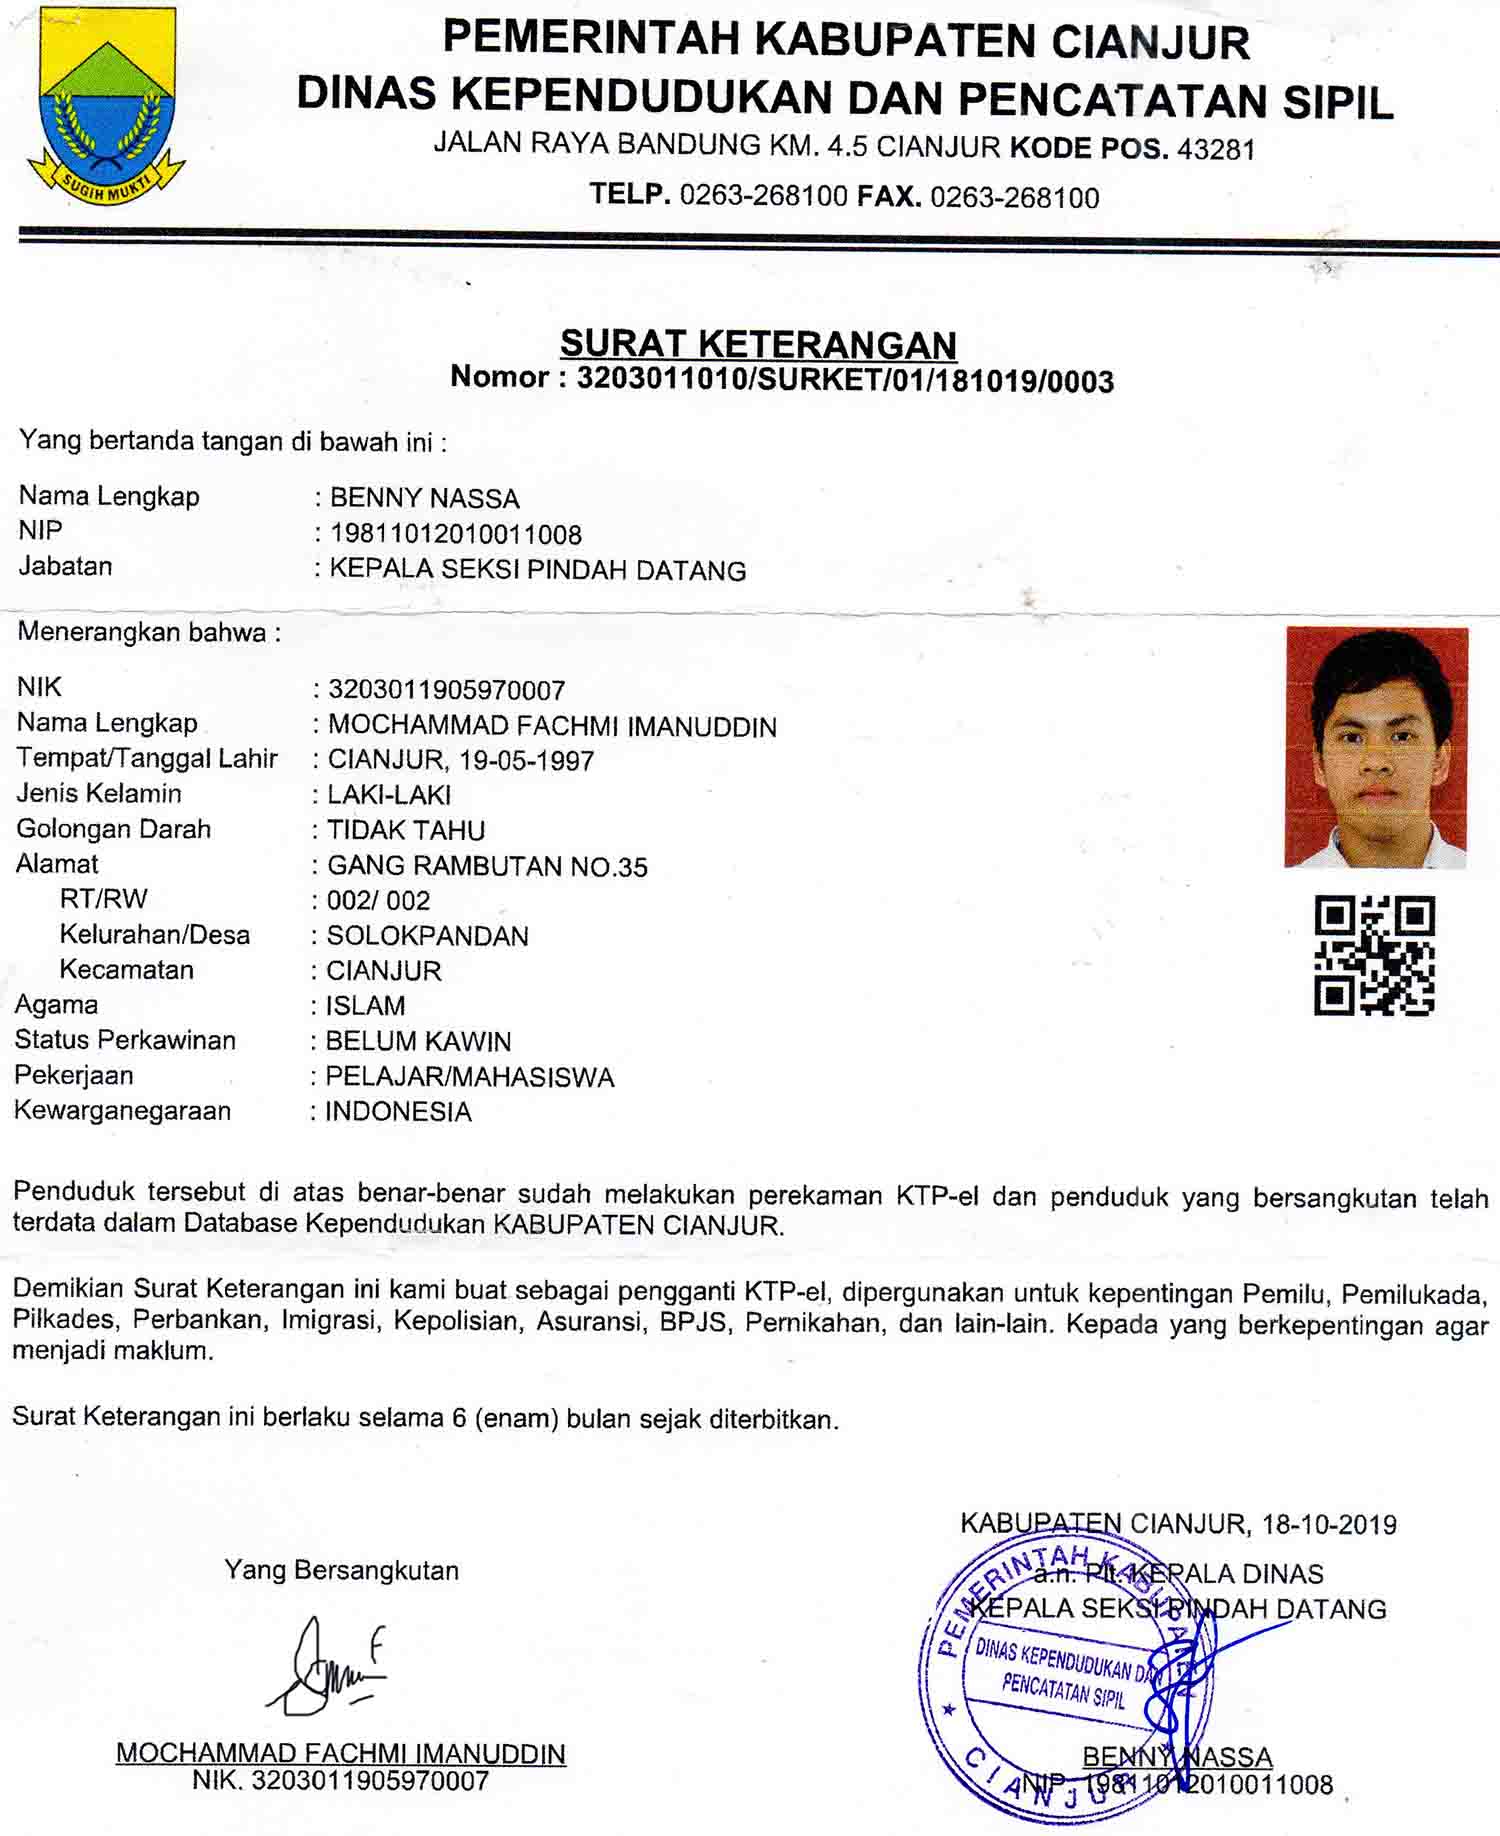 SUGIH MUKTI
PEMERINTAH KABUPATEN CIANJUR
DINAS KEPENDUDUKAN DAN PENCATATAN SIPIL
JALAN RAYA BANDUNG KM. 4.5 CIANJUR KODE POS. 43281
TELP. 0263-268100 FAX. 0263-268100
SURAT KETERANGAN
Nomor : 3203011010/SURKET/01/181019/0003
Yang bertanda tangan di bawah ini :
Nama Lengkap : BENNY NASSA
NIP : 198110122010011008
Jabatan : KEPALA SEKSI PINDAH DATANG
Menerangkan bahwa :
NIK : 3203011905970007
Nama Lengkap : MOCHAMMAD FACHMI IMANUDDIN
Tempat/Tanggal Lahir : CIANJUR, 19-05-1997
Jenis Kelamin : LAKI-LAKI
Golongan Darah : TIDAK TAHU
Alamat : GANG RAMBUTAN NO.35
RT/RW : 002/ 002
Kelurahan/Desa : SOLOKPANDAN
Kecamatan : CIANJUR
Agama : ISLAM
Status Perkawinan : BELUM KAWIN
Pekerjaan : PELAJAR/MAHASISWA
Kewarganegaraan : INDONESIA
Penduduk tersebut di atas benar-benar sudah melakukan perekaman KTP-el dan penduduk yang bersangkutan telah
terdata dalam Database Kependudukan KABUPATEN CIANJUR.
Demikian Surat Keterangan ini kami buat sebagai pengganti KTP-el, dipergunakan untuk kepentingan Pemilu, Pemilukada,
Pilkades, Perbankan, Imigrasi, Kepolisian, Asuransi, BPJS, Pernikahan, dan lain-lain. Kepada yang berkepentingan agar
menjadi maklum.
Surat Keterangan ini berlaku selama 6 (enam) bulan sejak diterbitkan.
KABUPATEN CIANJUR, 18-10-2019
Yang Bersangkutan
a.n. Plt. KEPALA DINAS
KEPALA SEKSI PINDAH DATANG
PEMERINTAH KABUPATEN
DINAS KEPENDUDUKAN DAN
PENCATATAN SIPIL
CIANJUR
MOCHAMMAD FACHMI IMANUDDIN
NIK. 3203011905970007
BENNY NASSA
NIP. 198110122010011008